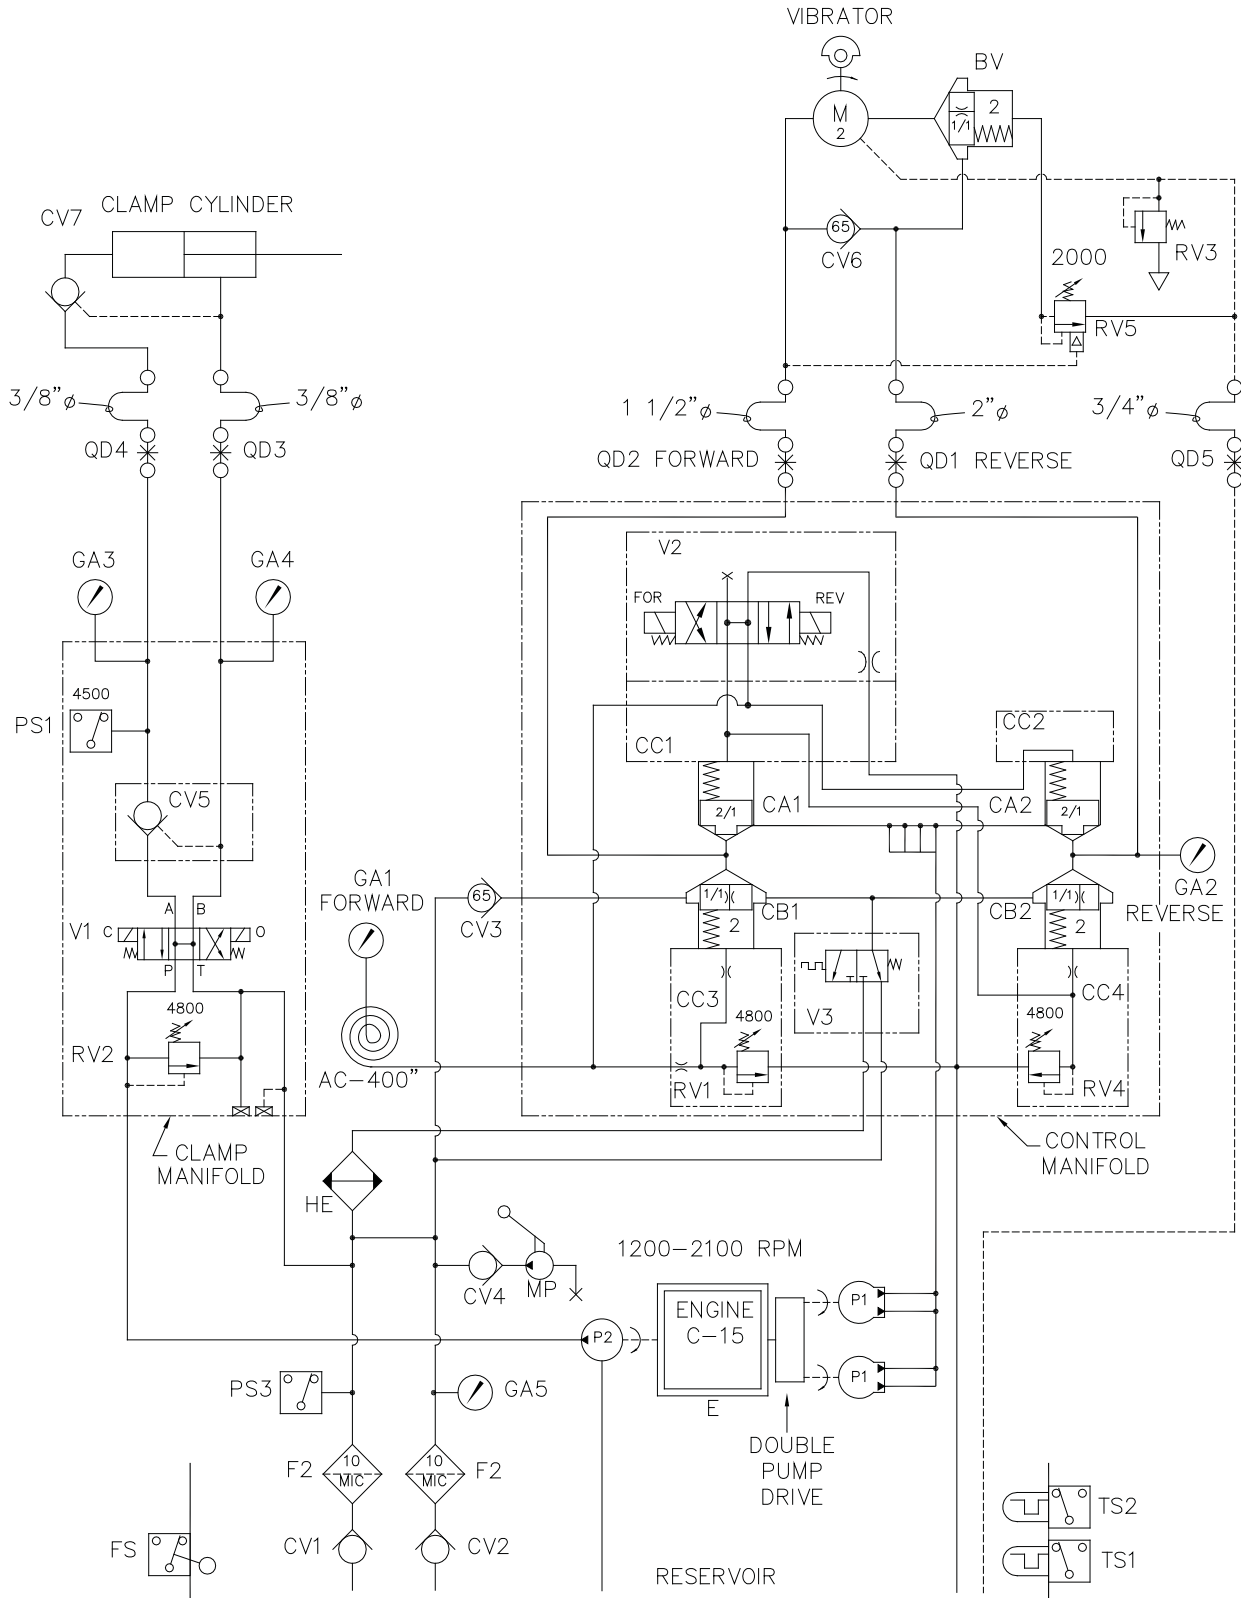 VIBRATOR
BV
M
2
2
1/1
CV7
CLAMP CYLINDER
65
CV6
2000
RV3
RV5
3/8"ø
3/8"ø
1 1/2"ø
2"ø
3/4"ø
QD4
QD3
QD2 FORWARD
QD1 REVERSE
QD5
V2
GA3
GA4
FOR
REV
4500
PS1
CC1
CC2
CV5
CA1
2/1
CA2
2/1
GA1
FORWARD
65
CV3
1/1
2
CB1
CB2
1/1
2
GA2
REVERSE
A
B
V1
C
O
P
T
4800
RV2
AC-400"
CC3
4800
RV1
V3
CC4
4800
RV4
CLAMP
MANIFOLD
CONTROL
MANIFOLD
HE
CV4
MP
1200-2100 RPM
ENGINE
C-15
P1
P2
P1
PS3
GA5
E
DOUBLE
PUMP
DRIVE
F2
10
MIC
10
MIC
F2
TS2
FS
CV1
CV2
TS1
RESERVOIR